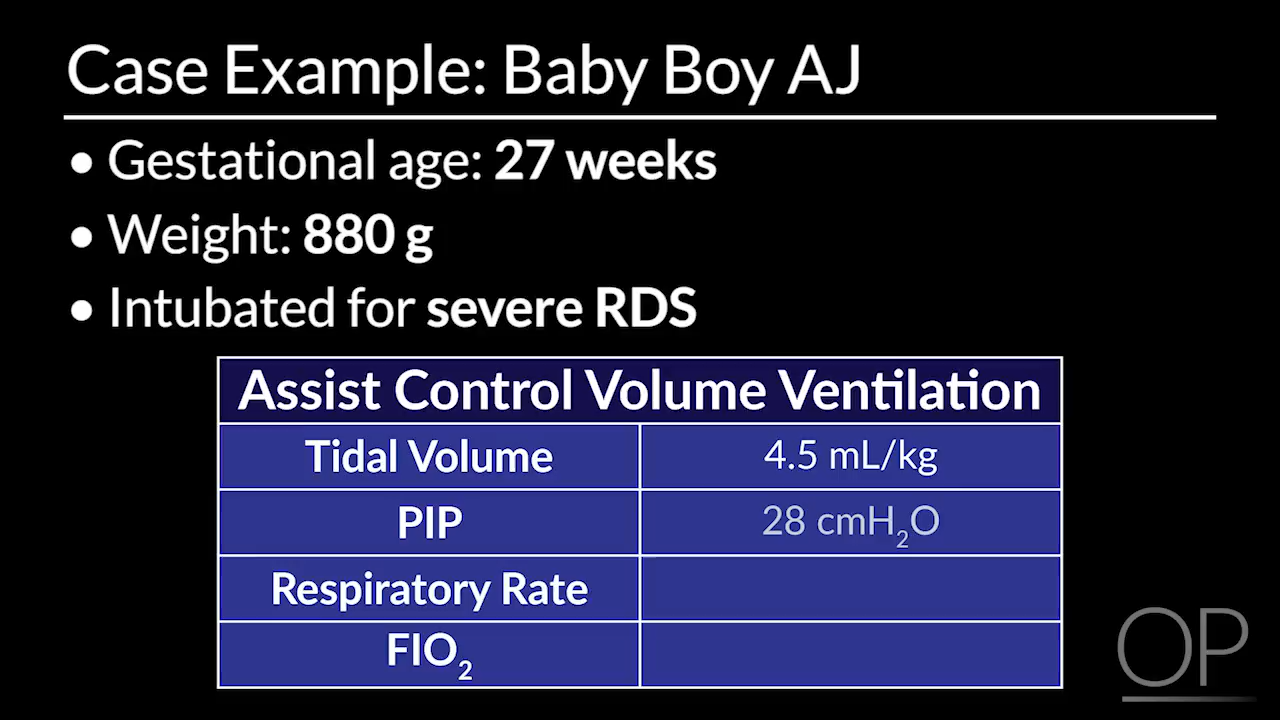 Case Example: Baby Boy AJ
• Gestational age: 27 weeks
• Weight: 880 g
• Intubated for severe RDS
Assist Control Volume Ventilation
Tidal Volume 4.5 mL/kg
PIP 28 cmH₂O
Respiratory Rate
FIO₂
OP